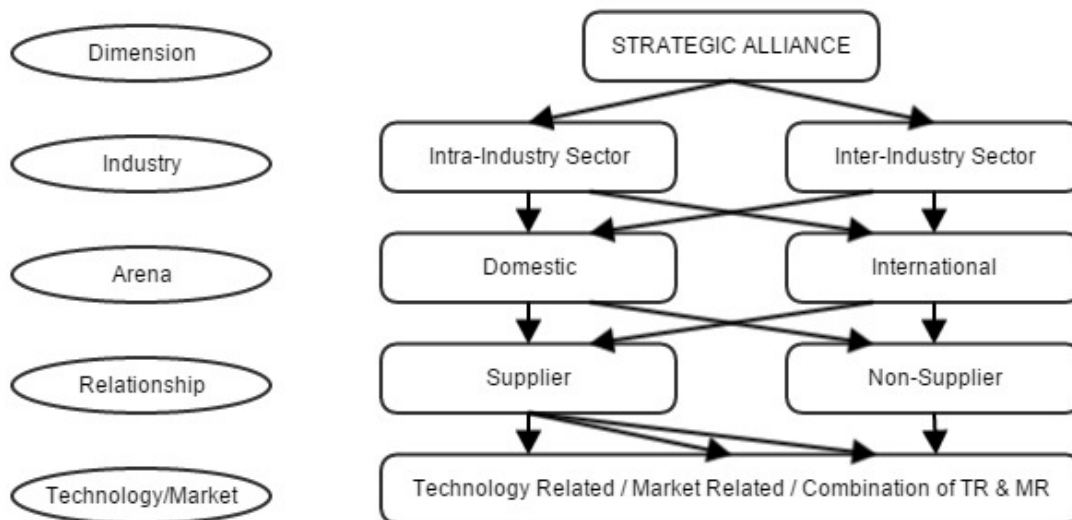 Dimension
STRATEGIC ALLIANCE
Industry
Intra-Industry Sector
Inter-Industry Sector
Arena
Domestic
International
Relationship
Supplier
Non-Supplier
Technology/Market
Technology Related / Market Related / Combination of TR & MR